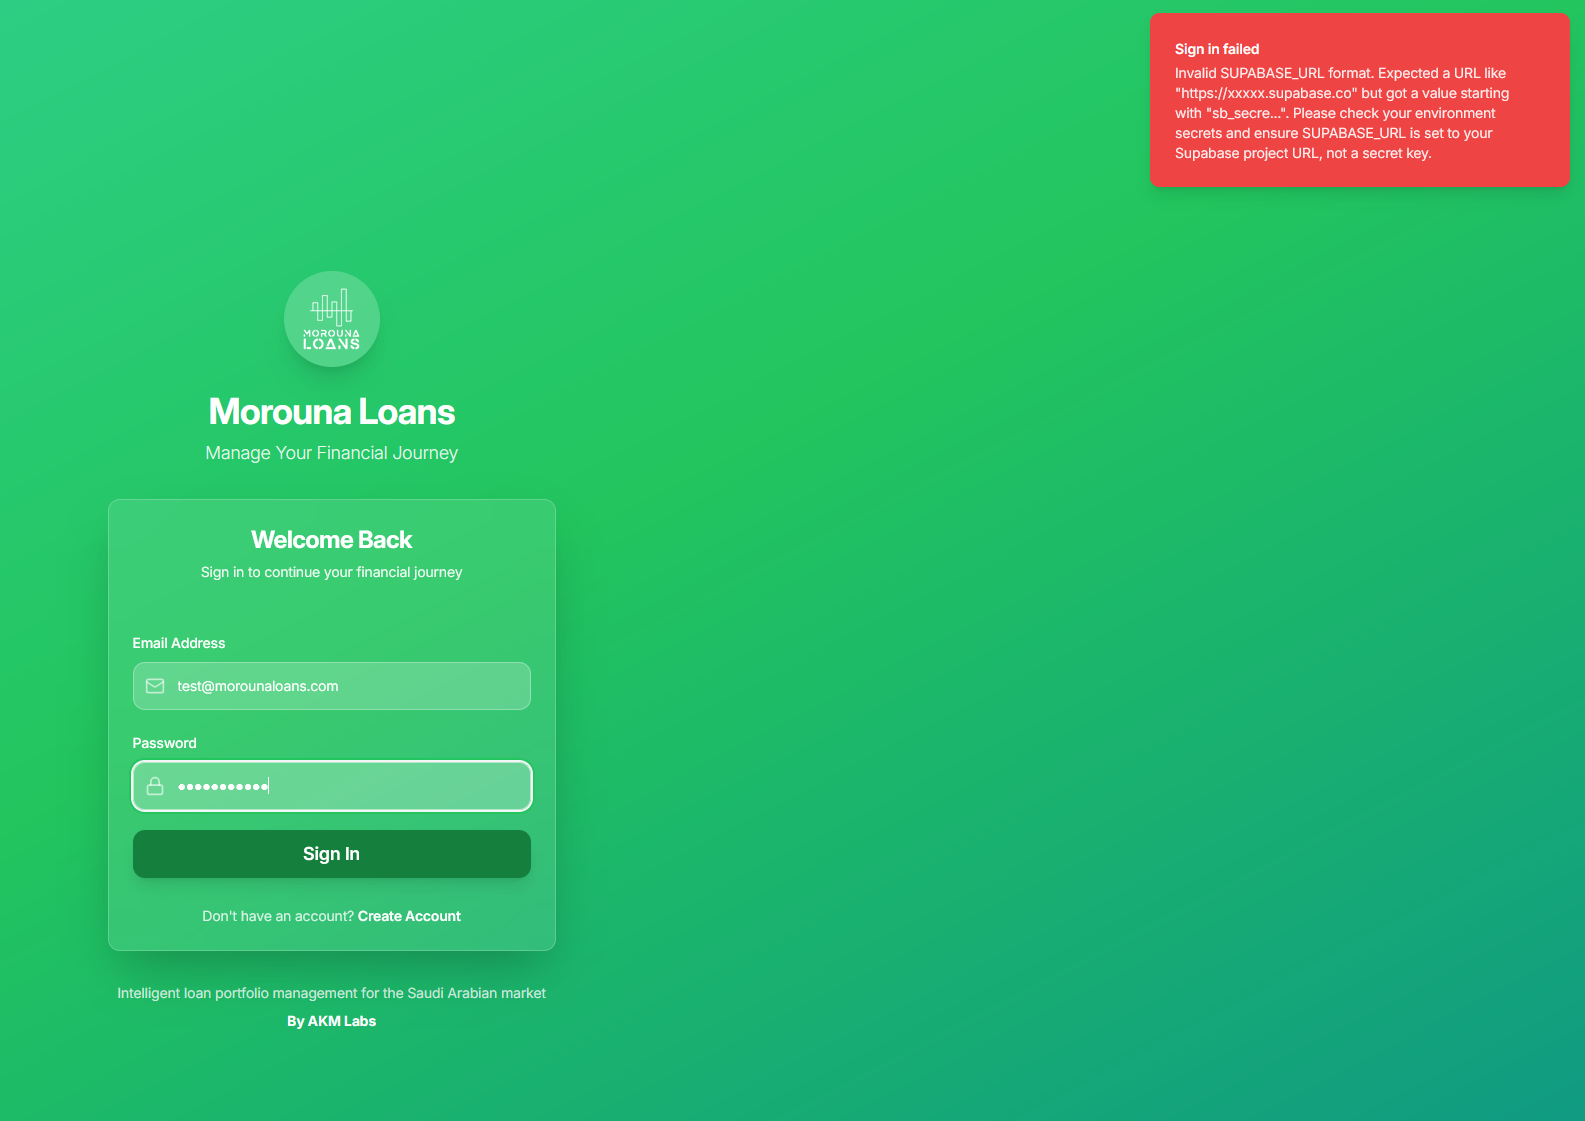 Sign in failed
Invalid SUPABASE_URL format. Expected a URL like
"https://xxxxx.supabase.co" but got a value starting
with "sb_secre...". Please check your environment
secrets and ensure SUPABASE_URL is set to your
Supabase project URL, not a secret key.
MOROUNA
LOANS
Morouna Loans
Manage Your Financial Journey
Welcome Back
Sign in to continue your financial journey
Email Address
test@morounaloans.com
Password
Sign In
Don't have an account? Create Account
Intelligent loan portfolio management for the Saudi Arabian market
By AKM Labs